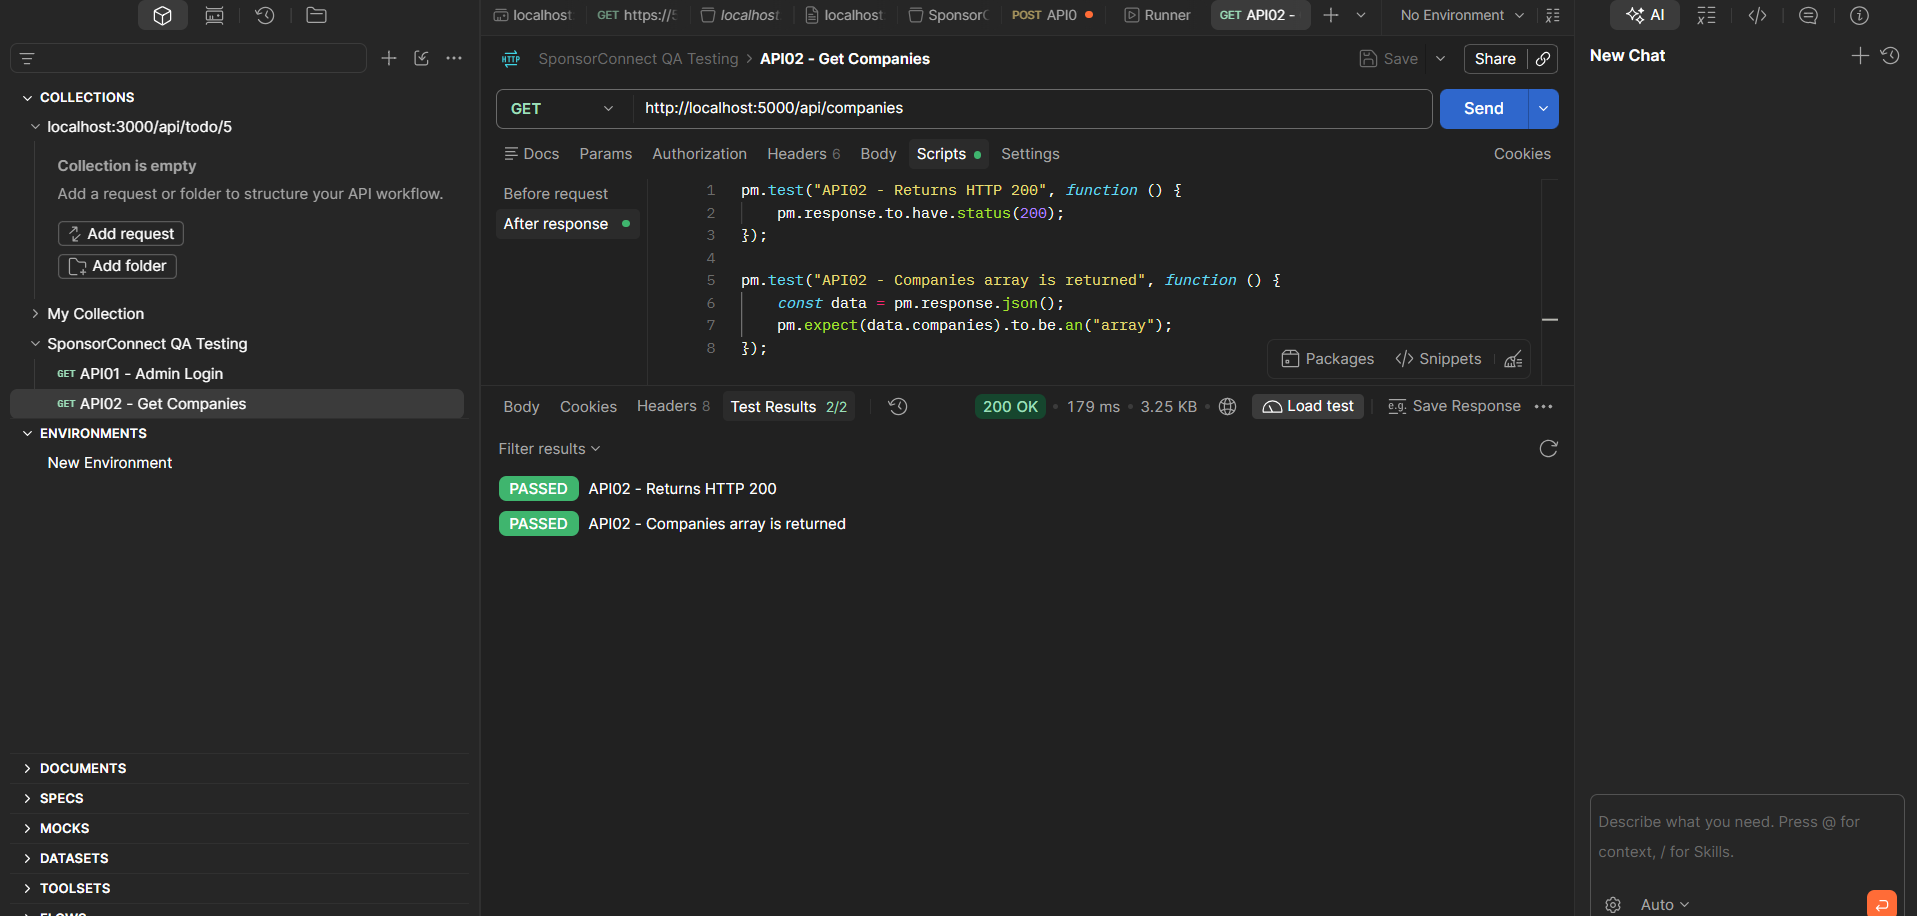 localhost
GET https://5
localhost
localhost
SponsorC
POST API0
Runner
GET API02 -
No Environment
AI
COLLECTIONS
localhost:3000/api/todo/5
Collection is empty
Add a request or folder to structure your API workflow.
Add request
Add folder
My Collection
SponsorConnect QA Testing
GET API01 - Admin Login
GET API02 - Get Companies
ENVIRONMENTS
New Environment
DOCUMENTS
SPECS
MOCKS
DATASETS
TOOLSETS
FLOWS
HTTP SponsorConnect QA Testing > API02 - Get Companies
Save
Share
GET
http://localhost:5000/api/companies
Send
Docs
Params
Authorization
Headers 6
Body
Scripts
Settings
Cookies
Before request
After response
1 pm.test("API02 - Returns HTTP 200", function () {
2 pm.response.to.have.status(200);
3 });
4
5 pm.test("API02 - Companies array is returned", function () {
6 const data = pm.response.json();
7 pm.expect(data.companies).to.be.an("array");
8 });
Packages
Snippets
Body
Cookies
Headers 8
Test Results 2/2
200 OK
179 ms
3.25 KB
Load test
e.g. Save Response
Filter results
PASSED API02 - Returns HTTP 200
PASSED API02 - Companies array is returned
New Chat
Describe what you need. Press @ for
context, / for Skills.
Auto